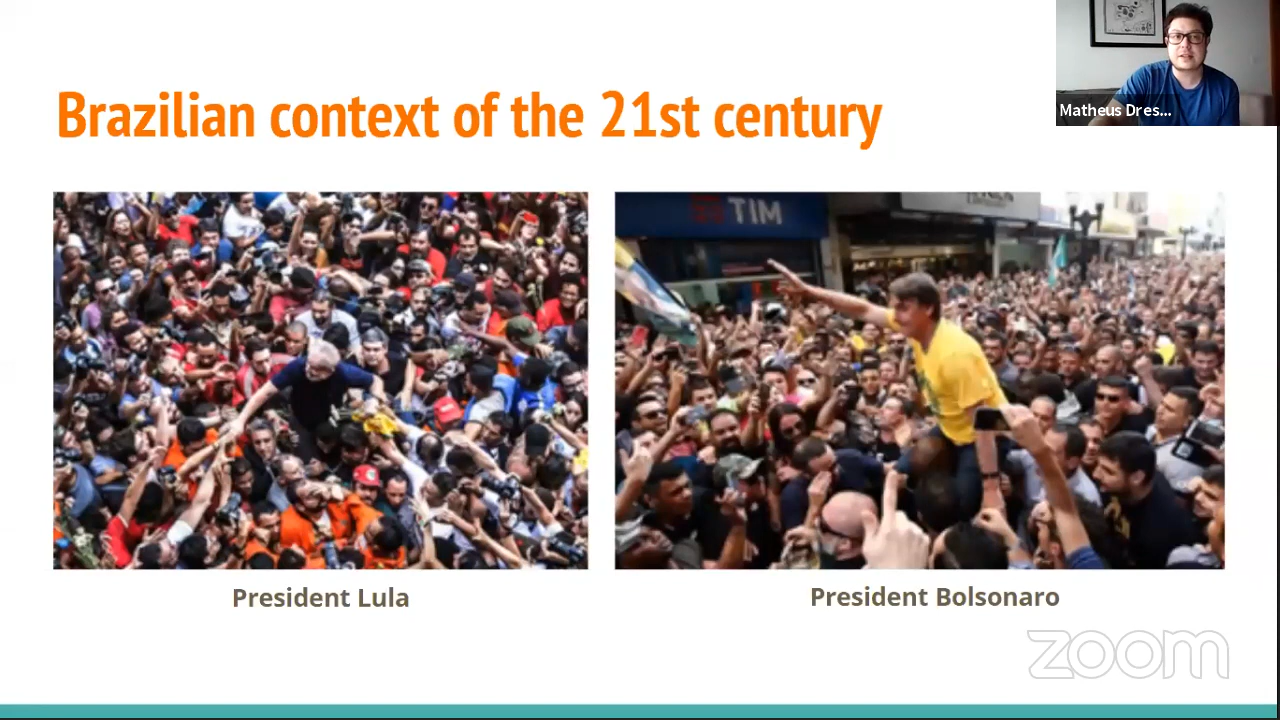 Matheus Dres...
Brazilian context of the 21st century
TIM
President Lula
President Bolsonaro
zoom